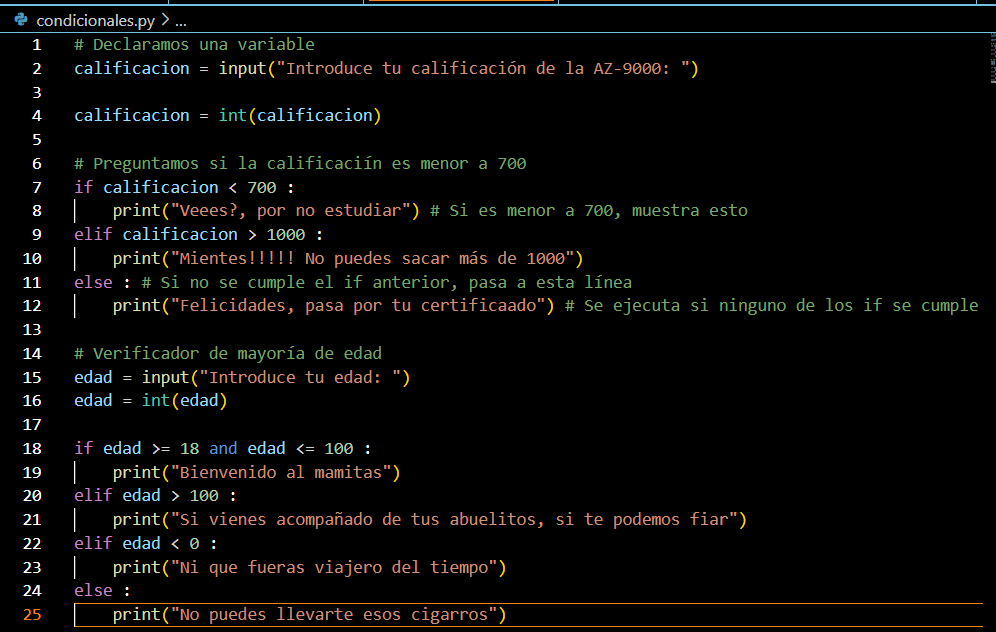 condicionales.py > ...
1 # Declaramos una variable
2 calificacion = input("Introduce tu calificación de la AZ-9000: ")
3
4 calificacion = int(calificacion)
5
6 # Preguntamos si la calificaciín es menor a 700
7 if calificacion < 700 :
8     print("Veees?, por no estudiar") # Si es menor a 700, muestra esto
9 elif calificacion > 1000 :
10     print("Mientes!!!!! No puedes sacar más de 1000")
11 else : # Si no se cumple el if anterior, pasa a esta línea
12     print("Felicidades, pasa por tu certificaado") # Se ejecuta si ninguno de los if se cumple
13
14 # Verificador de mayoría de edad
15 edad = input("Introduce tu edad: ")
16 edad = int(edad)
17
18 if edad >= 18 and edad <= 100 :
19     print("Bienvenido al mamitas")
20 elif edad > 100 :
21     print("Si vienes acompañado de tus abuelitos, si te podemos fiar")
22 elif edad < 0 :
23     print("Ni que fueras viajero del tiempo")
24 else :
25     print("No puedes llevarte esos cigarros")